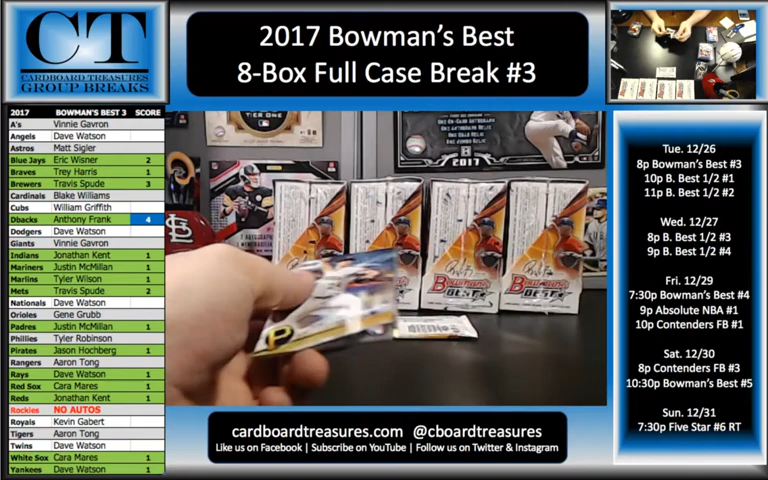 CT
CARDBOARD TREASURES
GROUP BREAKS
2017 Bowman's Best
8-Box Full Case Break #3
2017 BOWMAN'S BEST 3 SCORE
A's Vinnie Gavron
Angels Dave Watson
Astros Matt Sigler
Blue Jays Eric Wisner 2
Braves Trey Harris 1
Brewers Travis Spude 3
Cardinals Blake Williams
Cubs William Griffith
Dbacks Anthony Frank 4
Dodgers Dave Watson
Giants Vinnie Gavron
Indians Jonathan Kent 1
Mariners Justin McMillan 1
Marlins Tyler Wilson 1
Mets Travis Spude 2
Nationals Dave Watson
Orioles Gene Grubb
Padres Justin McMillan 1
Phillies Tyler Robinson
Pirates Jason Hochberg 1
Rangers Aaron Tong
Rays Dave Watson 1
Red Sox Cara Mares 1
Reds Jonathan Kent 1
Rockies NO AUTOS
Royals Kevin Gabert
Tigers Aaron Tong
Twins Dave Watson
White Sox Cara Mares 1
Yankees Dave Watson 1
TIER ONE
2017
P
BOWMAN'S
BEST
BOWMAN'S
BEST
cardboardtreasures.com @cboardtreasures
Like us on Facebook | Subscribe on YouTube | Follow us on Twitter & Instagram
Tue. 12/26
8p Bowman's Best #3
10p B. Best 1/2 #1
11p B. Best 1/2 #2
Wed. 12/27
8p B. Best 1/2 #3
9p B. Best 1/2 #4
Fri. 12/29
7:30p Bowman's Best #4
9p Absolute NBA #1
10p Contenders FB #1
Sat. 12/30
8p Contenders FB #3
10:30p Bowman's Best #5
Sun. 12/31
7:30p Five Star #6 RT